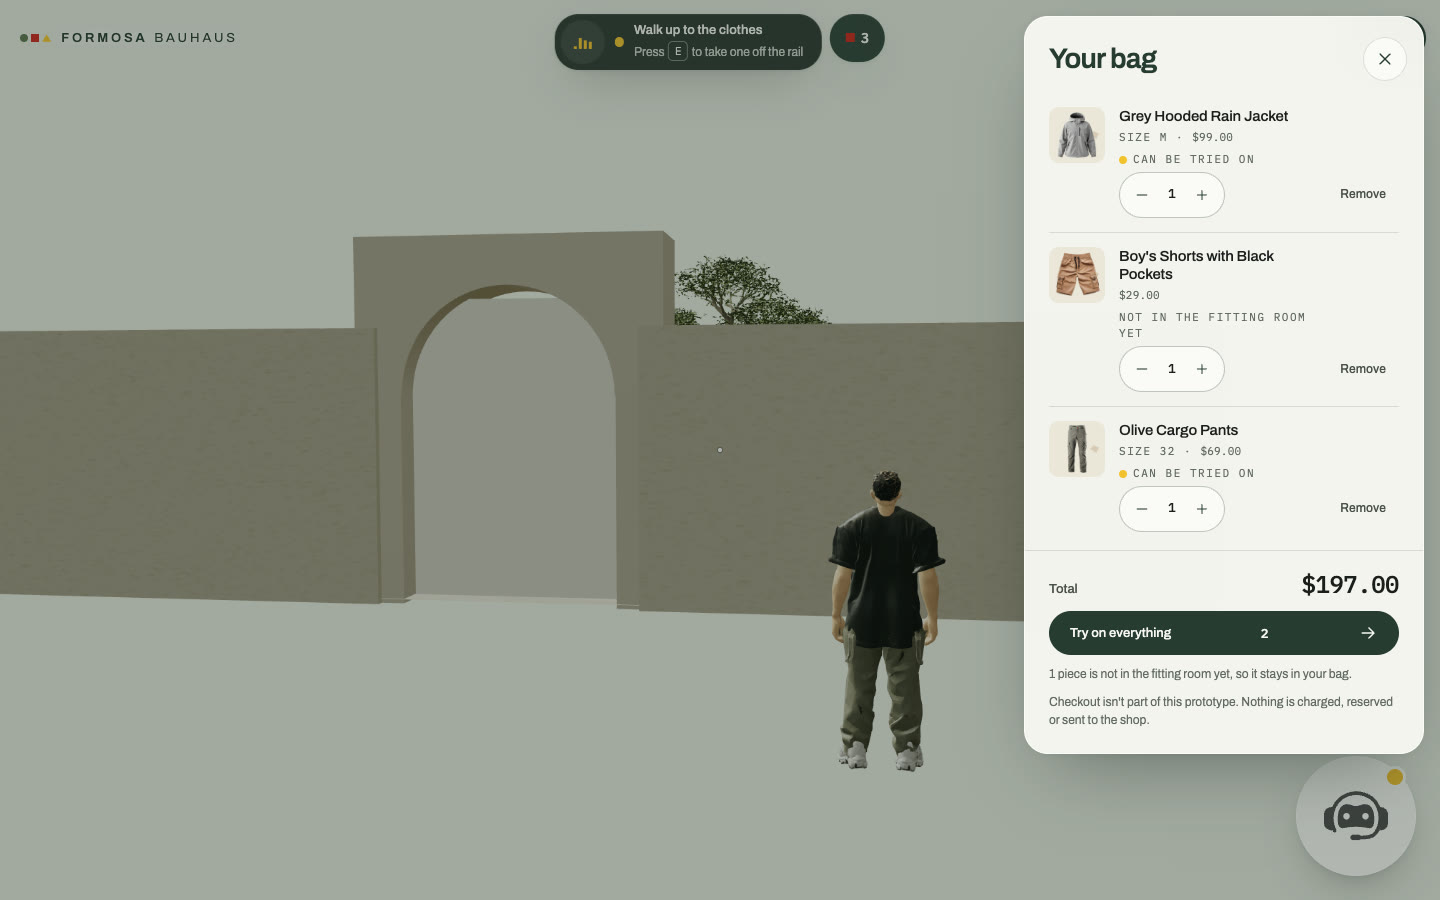 FORMOSA BAUHAUS
Walk up to the clothes
Press E to take one off the rail
3
Your bag
Grey Hooded Rain Jacket
SIZE M · $99.00
CAN BE TRIED ON
1
Remove
Boy's Shorts with Black
Pockets
$29.00
NOT IN THE FITTING ROOM
YET
1
Remove
Olive Cargo Pants
SIZE 32 · $69.00
CAN BE TRIED ON
1
Remove
Total
$197.00
Try on everything
2
1 piece is not in the fitting room yet, so it stays in your bag.
Checkout isn't part of this prototype. Nothing is charged, reserved
or sent to the shop.